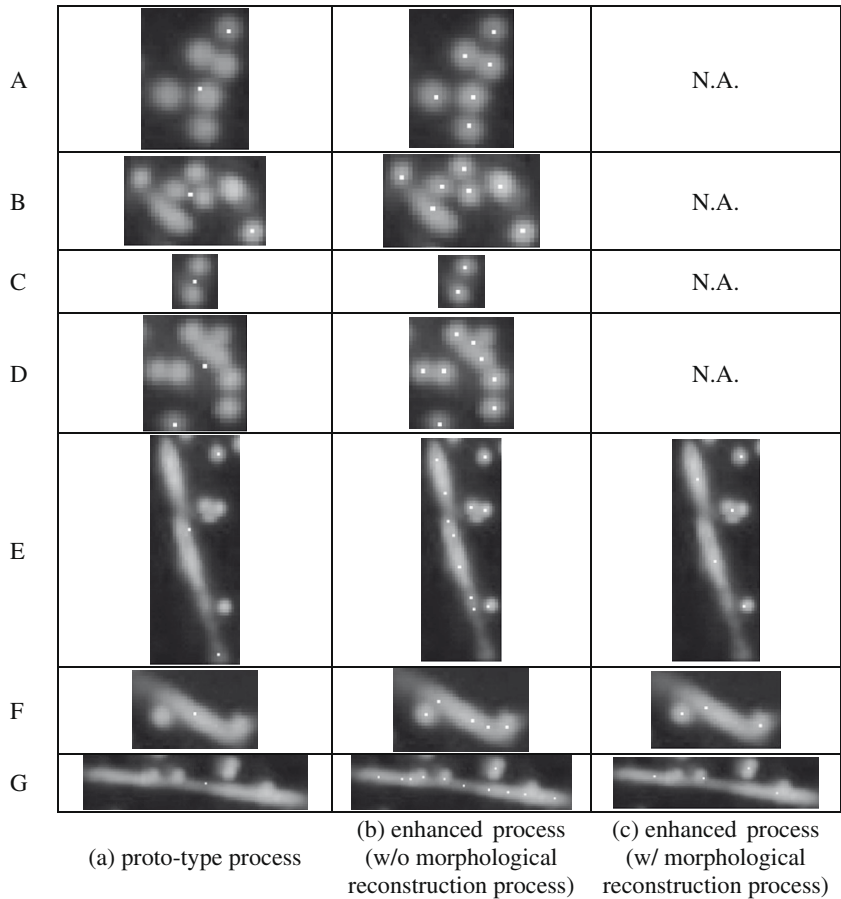 A
N.A.
B
N.A.
C
N.A.
D
N.A.
E
F
G
(a) proto-type process
(b) enhanced process
(w/o morphological
reconstruction process)
(c) enhanced process
(w/ morphological
reconstruction process)